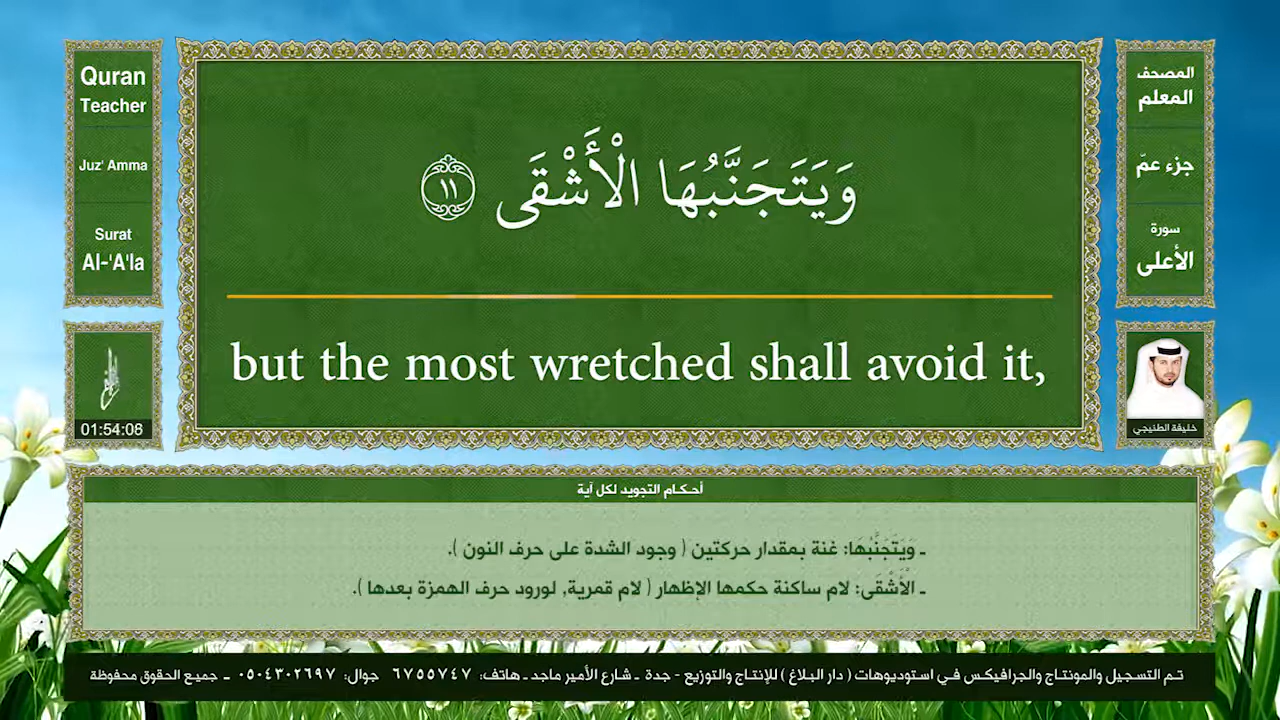 Quran
Teacher
Juz' Amma
Surat
Al-'A'la
وَيَتَجَنَّبُهَا الْأَشْقَى ١١
but the most wretched shall avoid it,
المصحف
المعلم
جزء عمّ
سورة
الأعلى
01:54:08
خليفة الطنيجي
أحكام التجويد لكل آية
ـ وَيَتَجَنَّبُهَا: غنة بمقدار حركتين ( وجود الشدة على حرف النون ).
ـ الْأَشْقَى: لام ساكنة حكمها الإظهار ( لام قمرية, لورود حرف الهمزة بعدها ).
تم التسجيل والمونتاج والجرافيكس في استوديوهات ( دار البلاغ ) للإنتاج والتوزيع - جدة ـ شارع الأمير ماجد ـ هاتف: ٦٧٥٥٧٤٧ جوال: ٠٥٠٤٣٠٢٦٩٧ ـ جميع الحقوق محفوظة